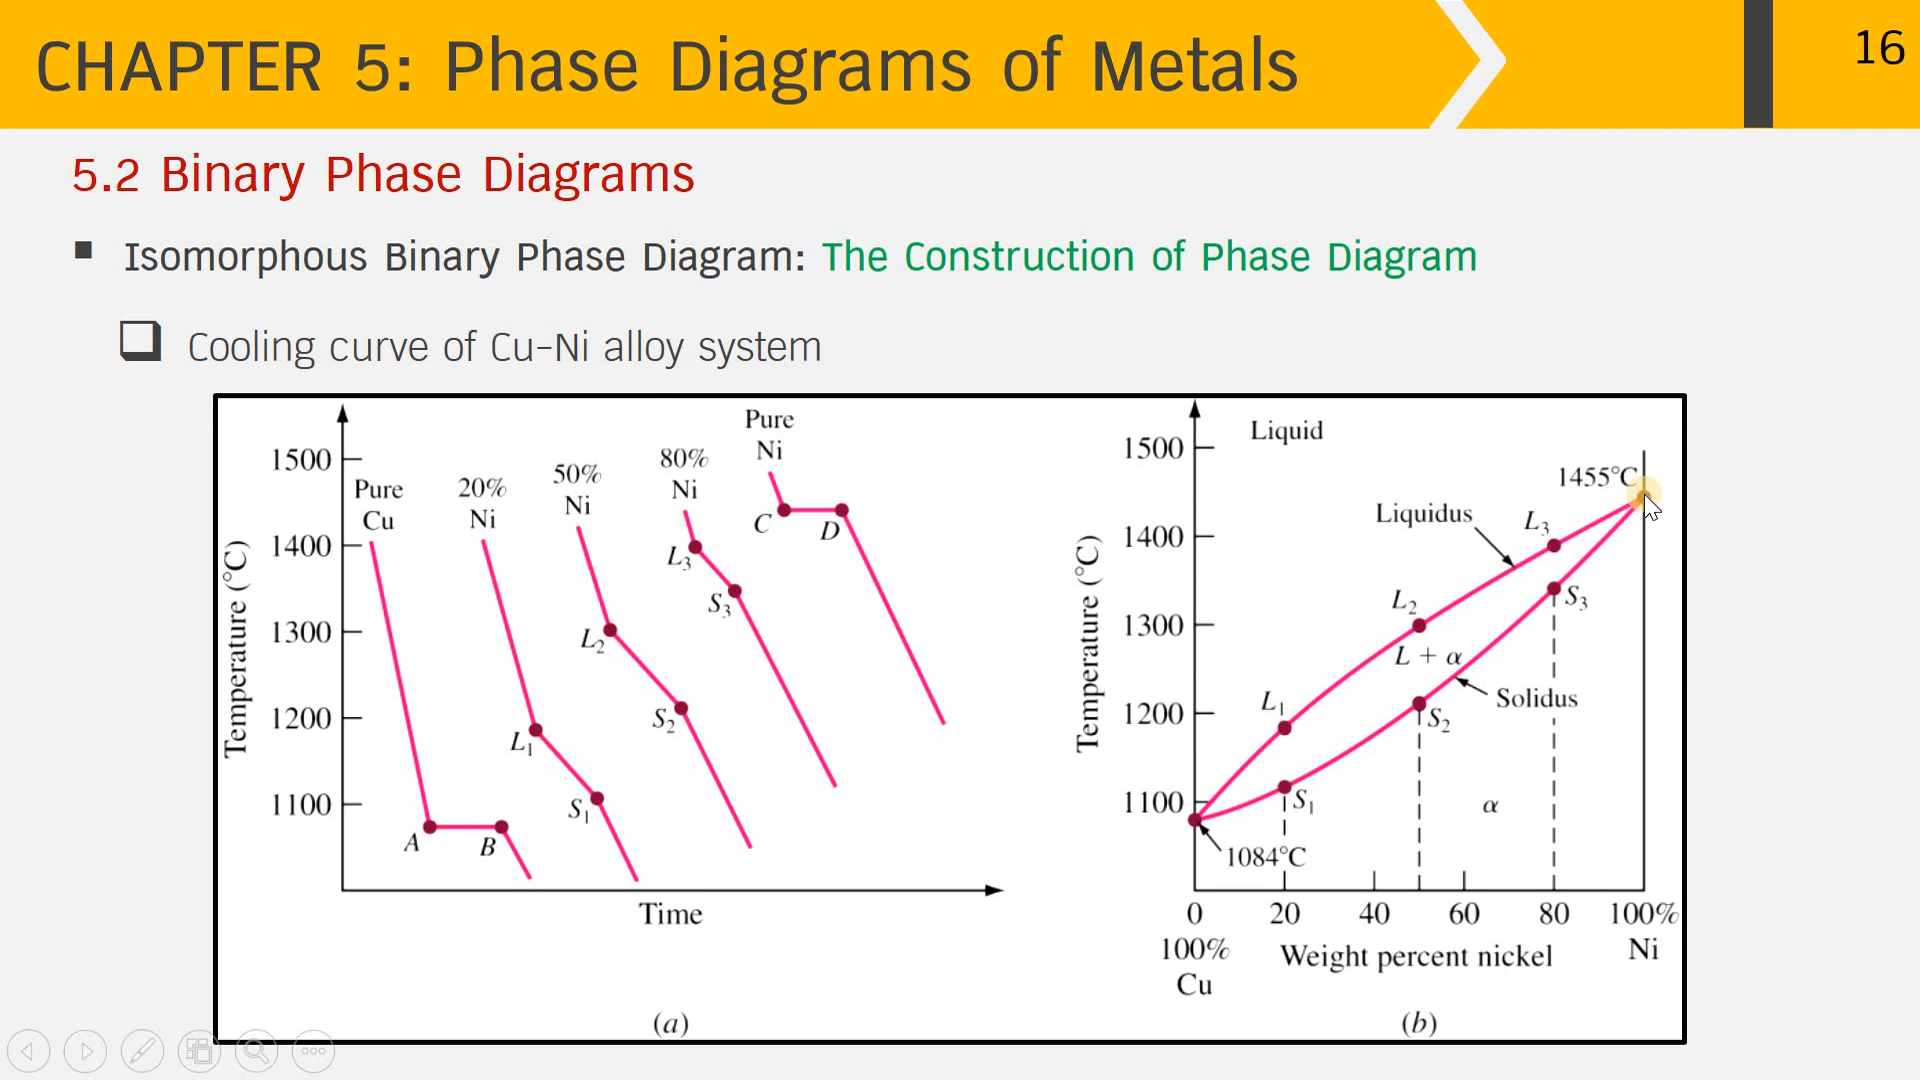 CHAPTER 5: Phase Diagrams of Metals
16
5.2 Binary Phase Diagrams
Isomorphous Binary Phase Diagram: The Construction of Phase Diagram
Cooling curve of Cu-Ni alloy system
Temperature (°C)
1500
1400
1300
1200
1100
Pure
Cu
20%
Ni
50%
Ni
80%
Ni
Pure
Ni
A
B
L1
S1
L2
S2
L3
S3
C
D
Time
(a)
Temperature (°C)
1500
1400
1300
1200
1100
Liquid
1455°C
Liquidus
L3
L2
S3
L + α
L1
Solidus
S2
S1
α
1084°C
0
20
40
60
80
100%
100%
Cu
Weight percent nickel
Ni
(b)